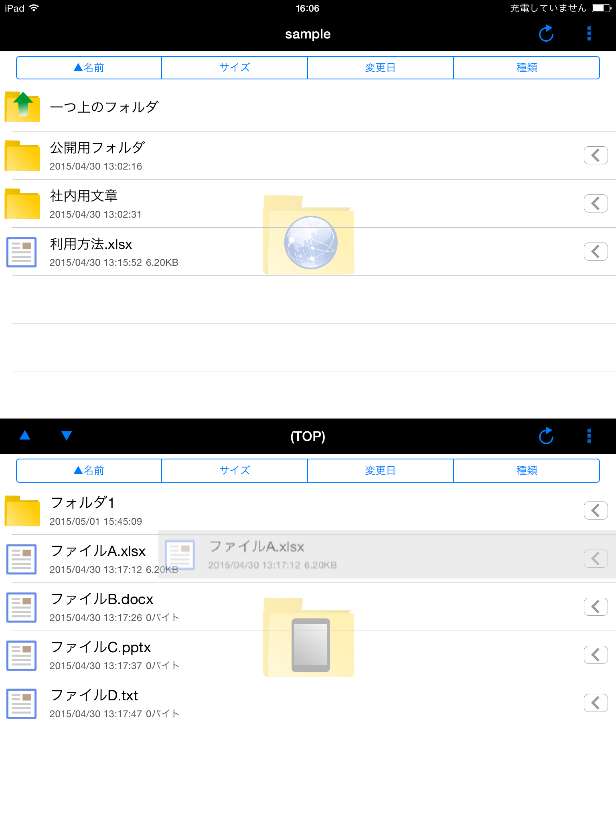 iPad 16:06 充電していません
sample
▲名前 サイズ 変更日 種類
一つ上のフォルダ
公開用フォルダ
2015/04/30 13:02:16
社内用文章
2015/04/30 13:02:31
利用方法.xlsx
2015/04/30 13:15:52 6.20KB
(TOP)
▲名前 サイズ 変更日 種類
フォルダ1
2015/05/01 15:45:09
ファイルA.xlsx
2015/04/30 13:17:12 6.20KB
ファイルA.xlsx
2015/04/30 13:17:12 6.20KB
ファイルB.docx
2015/04/30 13:17:26 0バイト
ファイルC.pptx
2015/04/30 13:17:37 0バイト
ファイルD.txt
2015/04/30 13:17:47 0バイト